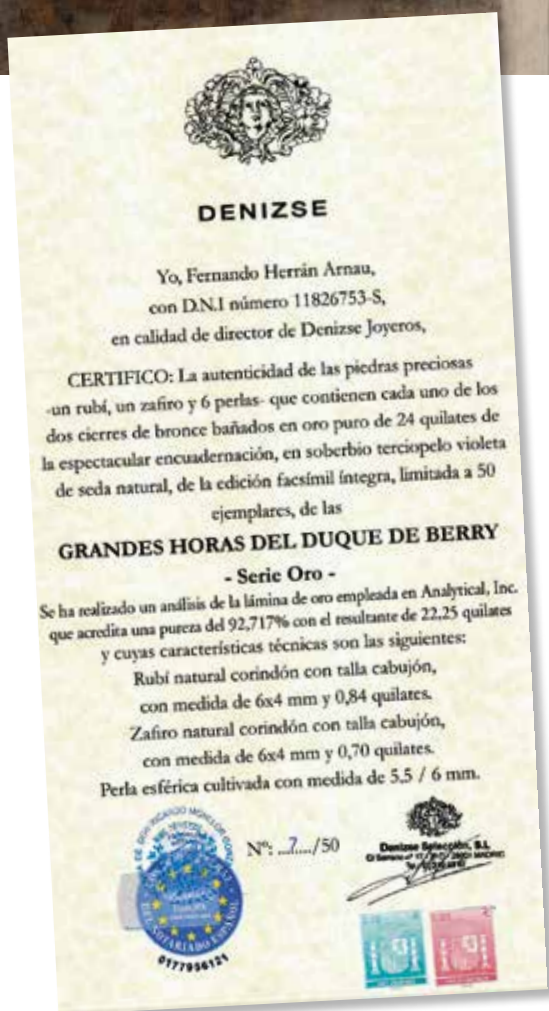 DENIZSE
Yo, Fernando Herrán Arnau,
con D.N.I número 11826753-S,
en calidad de director de Denizse Joyeros,
CERTIFICO: La autenticidad de las piedras preciosas
-un rubí, un zafiro y 6 perlas- que contienen cada uno de los
dos cierres de bronce bañados en oro puro de 24 quilates de
la espectacular encuadernación, en soberbio terciopelo violeta
de seda natural, de la edición facsímil íntegra, limitada a 50
ejemplares, de las
GRANDES HORAS DEL DUQUE DE BERRY
- Serie Oro -
Se ha realizado un análisis de la lámina de oro empleada en Analytical, Inc.
que acredita una pureza del 92,717% con el resultante de 22,25 quilates
y cuyas características técnicas son las siguientes:
Rubí natural corindón con talla cabujón,
con medida de 6x4 mm y 0,84 quilates.
Zafiro natural corindón con talla cabujón,
con medida de 6x4 mm y 0,70 quilates.
Perla esférica cultivada con medida de 5,5 / 6 mm.
Nº: ...7..../50
Denizse Selección, S.L.
MADRID
DEL NOTARIADO ESPAÑOL
0177956121